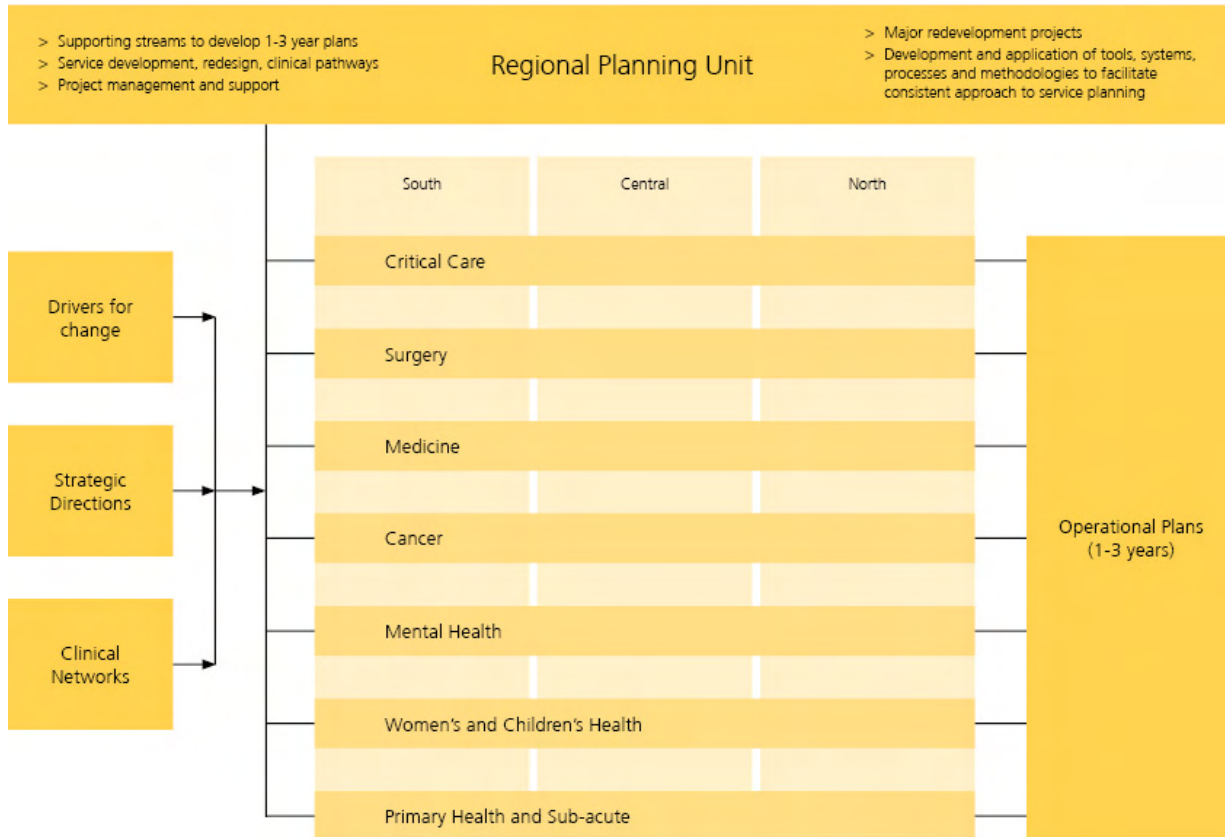 > Supporting streams to develop 1-3 year plans
> Service development, redesign, clinical pathways
> Project management and support
Regional Planning Unit
> Major redevelopment projects
> Development and application of tools, systems,
processes and methodologies to facilitate
consistent approach to service planning
South
Central
North
Drivers for
change
Strategic
Directions
Clinical
Networks
Critical Care
Surgery
Medicine
Cancer
Mental Health
Women's and Children's Health
Primary Health and Sub-acute
Operational Plans
(1-3 years)